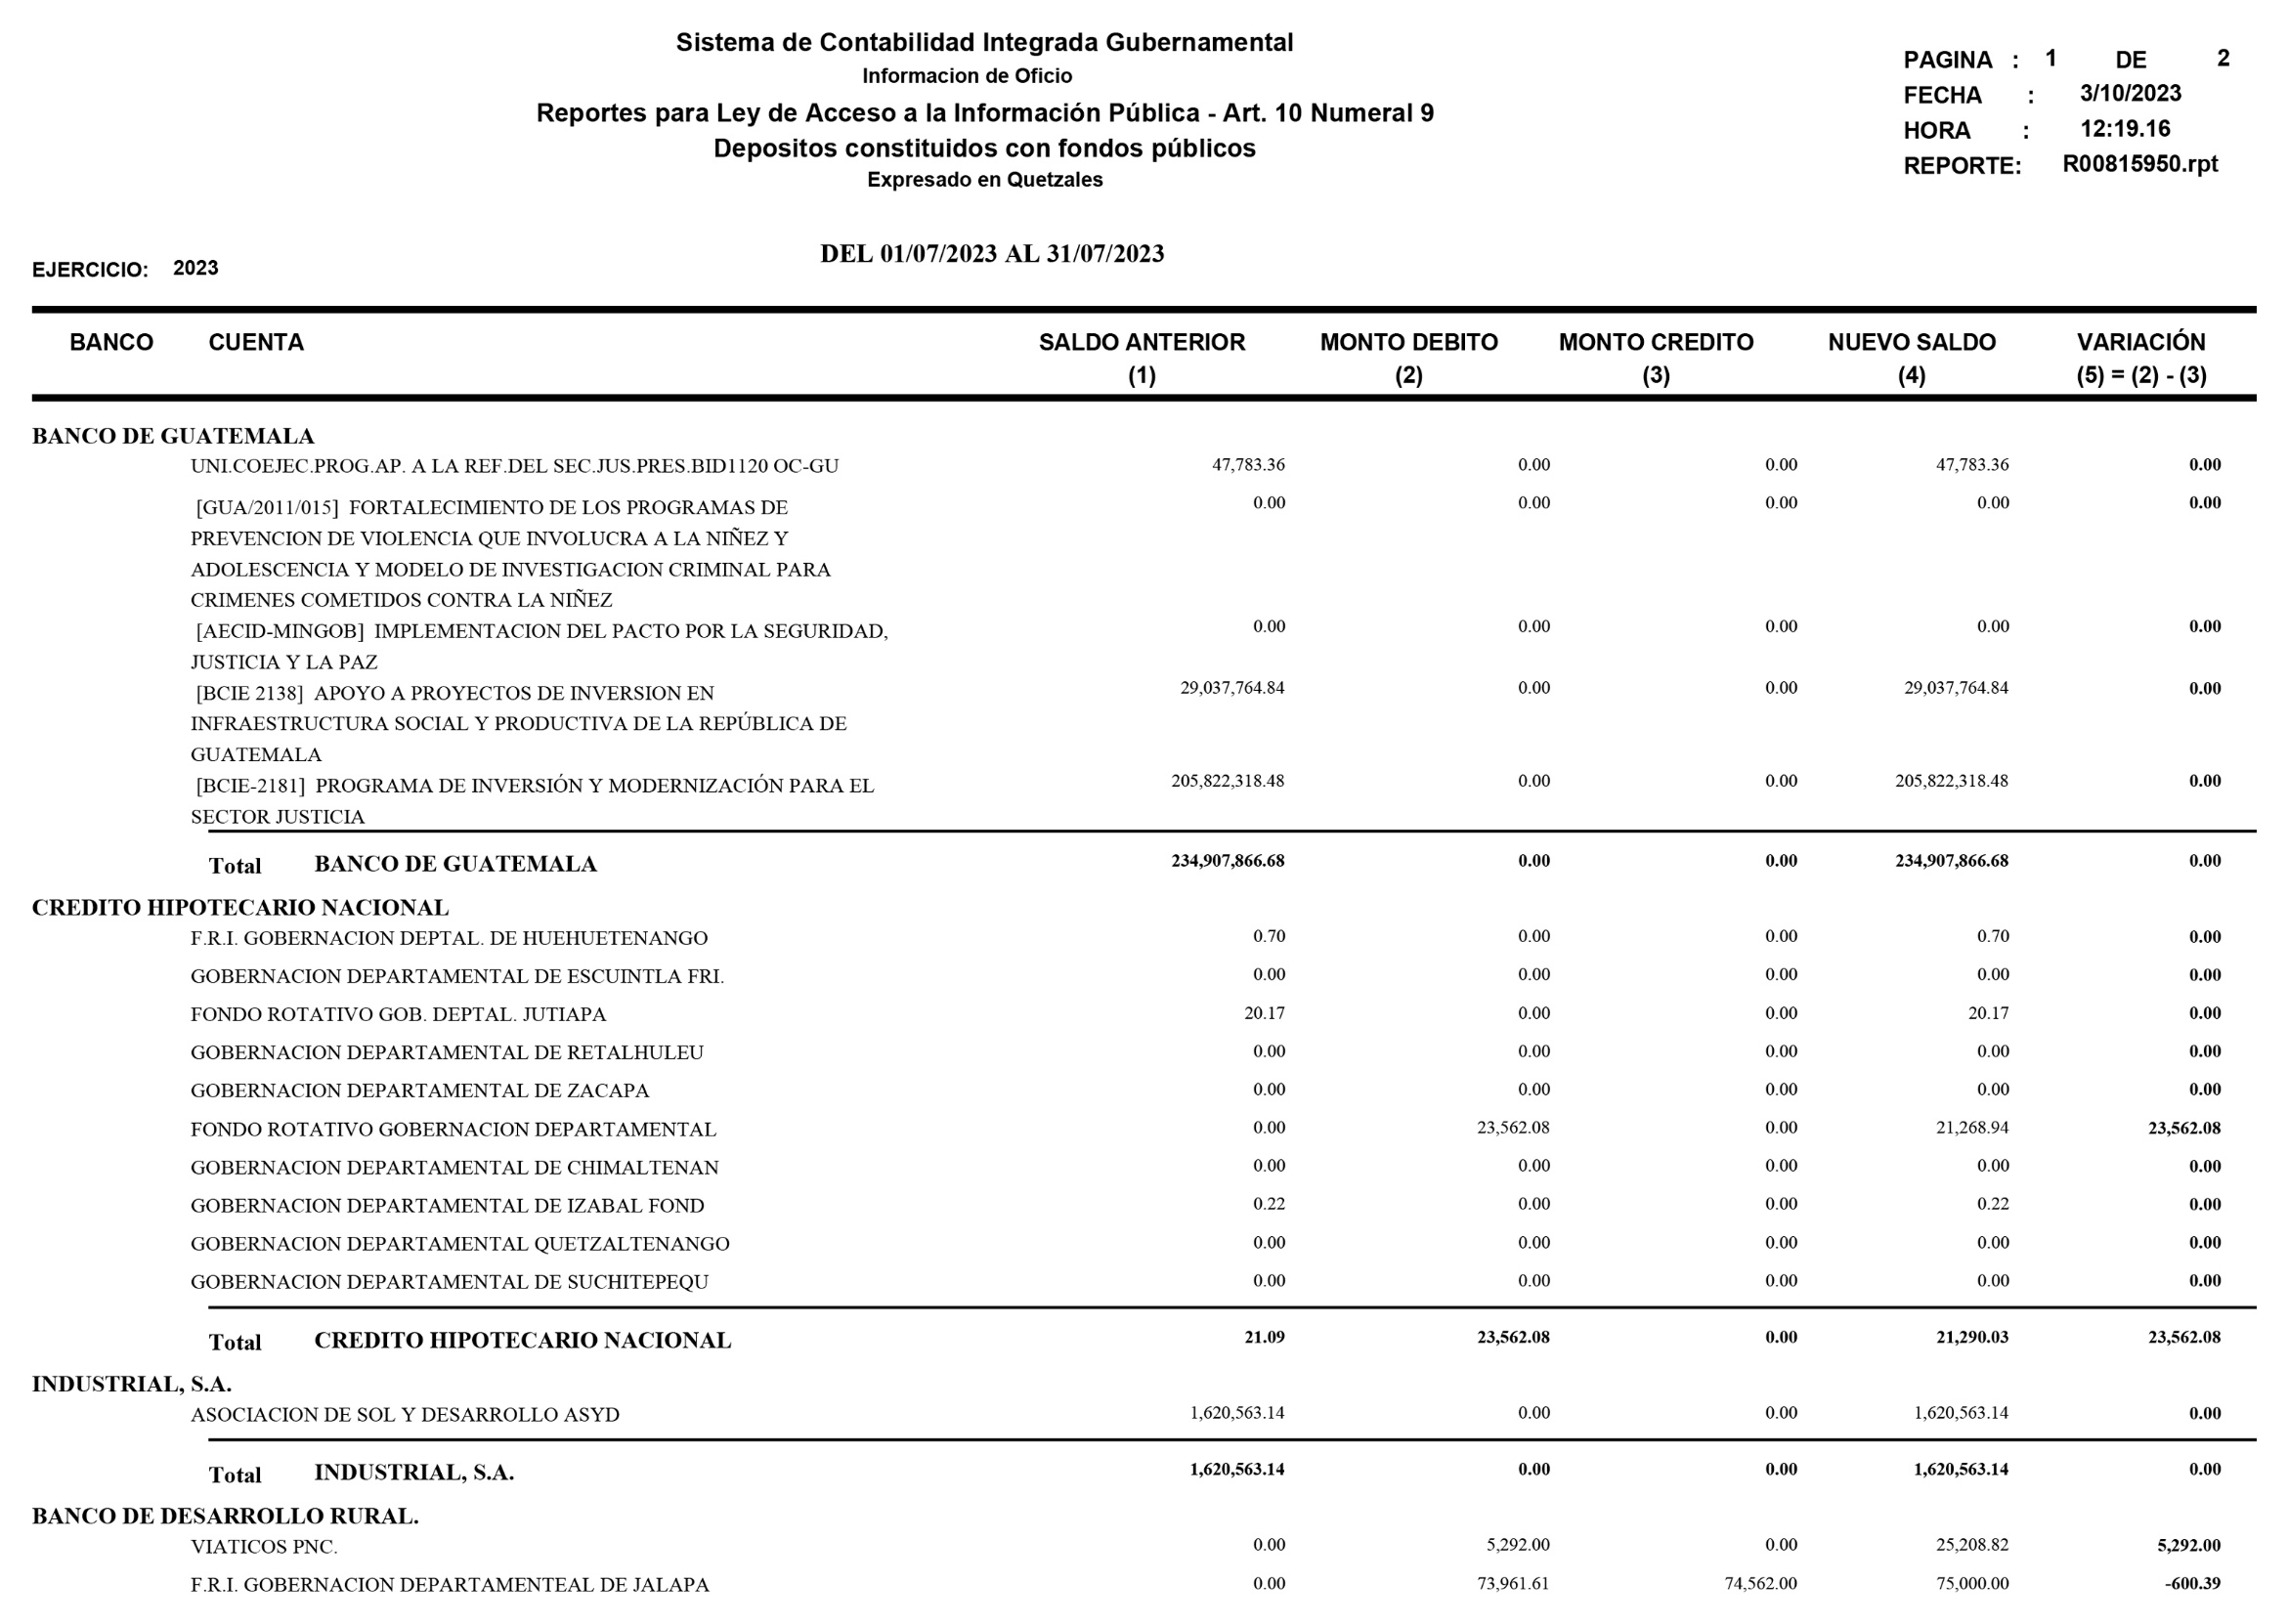 Sistema de Contabilidad Integrada Gubernamental
Informacion de Oficio
Reportes para Ley de Acceso a la Información Pública - Art. 10 Numeral 9
Depositos constituidos con fondos públicos
Expresado en Quetzales
PAGINA : 1 DE 2
FECHA : 3/10/2023
HORA : 12:19.16
REPORTE: R00815950.rpt
EJERCICIO: 2023
DEL 01/07/2023 AL 31/07/2023
BANCO CUENTA SALDO ANTERIOR MONTO DEBITO MONTO CREDITO NUEVO SALDO VARIACIÓN
(1) (2) (3) (4) (5) = (2) - (3)
BANCO DE GUATEMALA
UNI.COEJEC.PROG.AP. A LA REF.DEL SEC.JUS.PRES.BID1120 OC-GU 47,783.36 0.00 0.00 47,783.36 0.00
[GUA/2011/015] FORTALECIMIENTO DE LOS PROGRAMAS DE 0.00 0.00 0.00 0.00 0.00
PREVENCION DE VIOLENCIA QUE INVOLUCRA A LA NIÑEZ Y
ADOLESCENCIA Y MODELO DE INVESTIGACION CRIMINAL PARA
CRIMENES COMETIDOS CONTRA LA NIÑEZ
[AECID-MINGOB] IMPLEMENTACION DEL PACTO POR LA SEGURIDAD, 0.00 0.00 0.00 0.00 0.00
JUSTICIA Y LA PAZ
[BCIE 2138] APOYO A PROYECTOS DE INVERSION EN 29,037,764.84 0.00 0.00 29,037,764.84 0.00
INFRAESTRUCTURA SOCIAL Y PRODUCTIVA DE LA REPÚBLICA DE
GUATEMALA
[BCIE-2181] PROGRAMA DE INVERSIÓN Y MODERNIZACIÓN PARA EL 205,822,318.48 0.00 0.00 205,822,318.48 0.00
SECTOR JUSTICIA
Total BANCO DE GUATEMALA 234,907,866.68 0.00 0.00 234,907,866.68 0.00
CREDITO HIPOTECARIO NACIONAL
F.R.I. GOBERNACION DEPTAL. DE HUEHUETENANGO 0.70 0.00 0.00 0.70 0.00
GOBERNACION DEPARTAMENTAL DE ESCUINTLA FRI. 0.00 0.00 0.00 0.00 0.00
FONDO ROTATIVO GOB. DEPTAL. JUTIAPA 20.17 0.00 0.00 20.17 0.00
GOBERNACION DEPARTAMENTAL DE RETALHULEU 0.00 0.00 0.00 0.00 0.00
GOBERNACION DEPARTAMENTAL DE ZACAPA 0.00 0.00 0.00 0.00 0.00
FONDO ROTATIVO GOBERNACION DEPARTAMENTAL 0.00 23,562.08 0.00 21,268.94 23,562.08
GOBERNACION DEPARTAMENTAL DE CHIMALTENAN 0.00 0.00 0.00 0.00 0.00
GOBERNACION DEPARTAMENTAL DE IZABAL FOND 0.22 0.00 0.00 0.22 0.00
GOBERNACION DEPARTAMENTAL QUETZALTENANGO 0.00 0.00 0.00 0.00 0.00
GOBERNACION DEPARTAMENTAL DE SUCHITEPEQU 0.00 0.00 0.00 0.00 0.00
Total CREDITO HIPOTECARIO NACIONAL 21.09 23,562.08 0.00 21,290.03 23,562.08
INDUSTRIAL, S.A.
ASOCIACION DE SOL Y DESARROLLO ASYD 1,620,563.14 0.00 0.00 1,620,563.14 0.00
Total INDUSTRIAL, S.A. 1,620,563.14 0.00 0.00 1,620,563.14 0.00
BANCO DE DESARROLLO RURAL.
VIATICOS PNC. 0.00 5,292.00 0.00 25,208.82 5,292.00
F.R.I. GOBERNACION DEPARTAMENTEAL DE JALAPA 0.00 73,961.61 74,562.00 75,000.00 -600.39